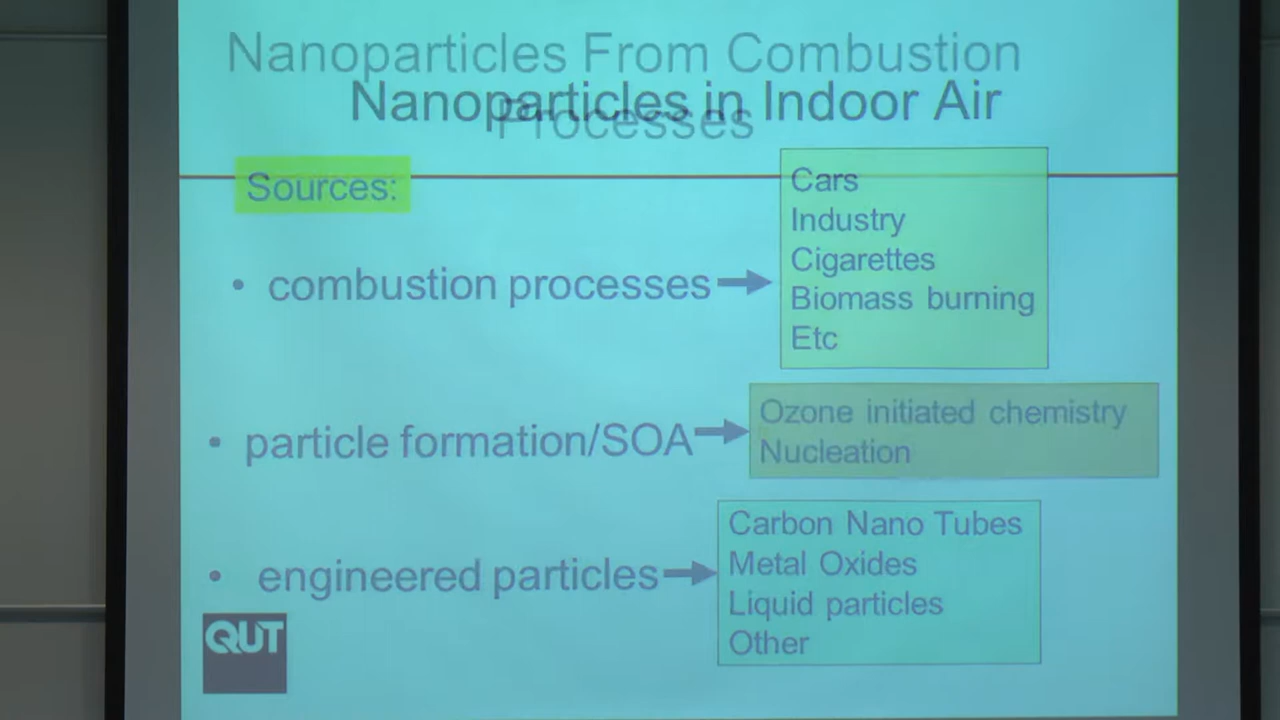 Nanoparticles From Combustion
Processes
Nanoparticles in Indoor Air
Sources:
• combustion processes
Cars
Industry
Cigarettes
Biomass burning
Etc
• particle formation/SOA
Ozone initiated chemistry
Nucleation
• engineered particles
Carbon Nano Tubes
Metal Oxides
Liquid particles
Other
QUT